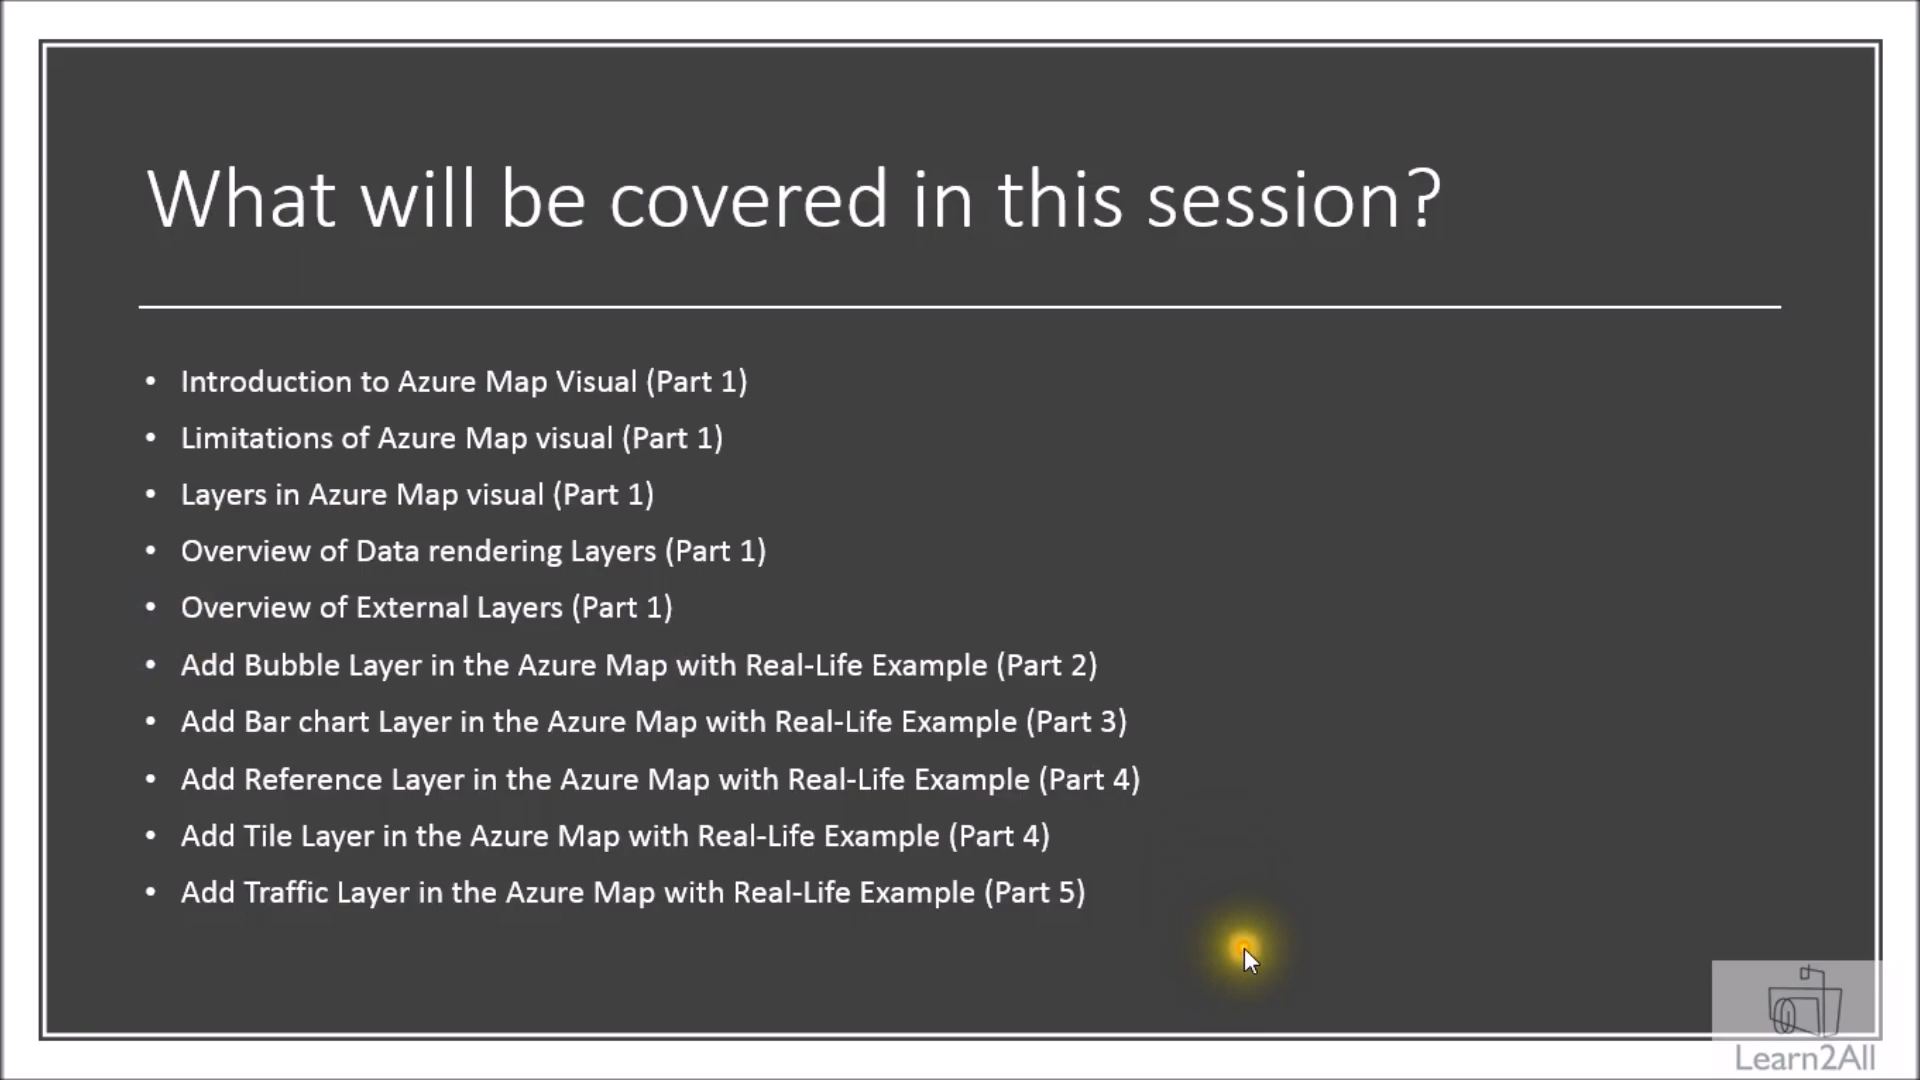 What will be covered in this session?
• Introduction to Azure Map Visual (Part 1)
• Limitations of Azure Map visual (Part 1)
• Layers in Azure Map visual (Part 1)
• Overview of Data rendering Layers (Part 1)
• Overview of External Layers (Part 1)
• Add Bubble Layer in the Azure Map with Real-Life Example (Part 2)
• Add Bar chart Layer in the Azure Map with Real-Life Example (Part 3)
• Add Reference Layer in the Azure Map with Real-Life Example (Part 4)
• Add Tile Layer in the Azure Map with Real-Life Example (Part 4)
• Add Traffic Layer in the Azure Map with Real-Life Example (Part 5)
Learn2All